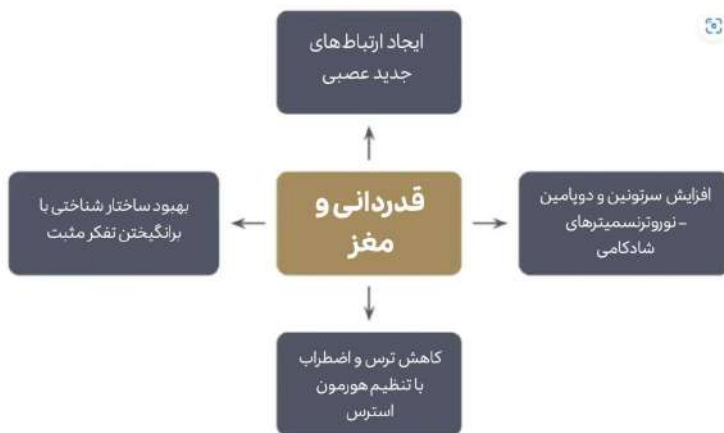 ایجاد ارتباط های
جدید عصبی
قدردانی و
مغز
افزایش سرتونین و دوپامین
- نوروترنسمیترهای
شادکامی
بهبود ساختار شناختی با
برانگیختن تفکر مثبت
کاهش ترس و اضطراب
با تنظیم هورمون
استرس